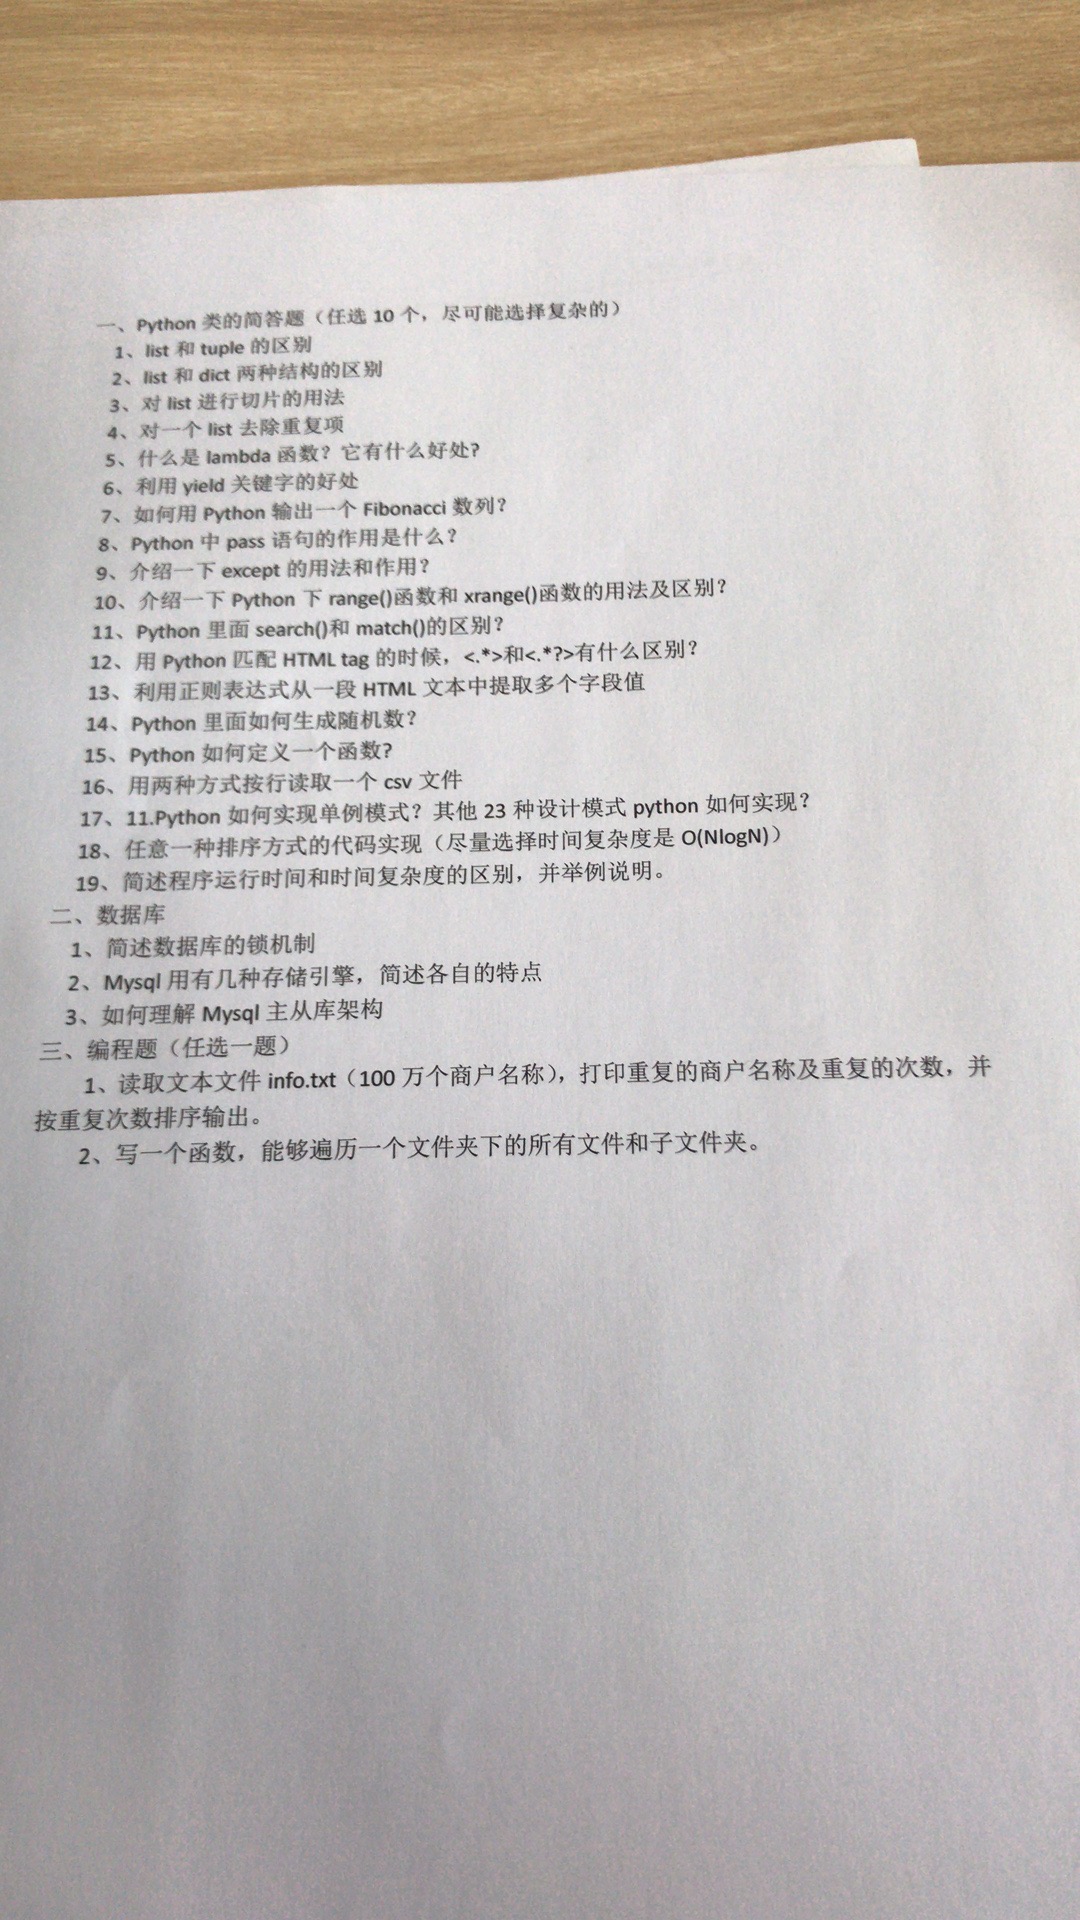 一、Python 类的简答题（任选 10 个，尽可能选择复杂的）
1、list 和 tuple 的区别
2、list 和 dict 两种结构的区别
3、对 list 进行切片的用法
4、对一个 list 去除重复项
5、什么是 lambda 函数？它有什么好处?
6、利用 yield 关键字的好处
7、如何用 Python 输出一个 Fibonacci 数列？
8、Python 中 pass 语句的作用是什么？
9、介绍一下 except 的用法和作用？
10、介绍一下 Python 下 range()函数和 xrange()函数的用法及区别？
11、Python 里面 search()和 match()的区别？
12、用 Python 匹配 HTML tag 的时候，<.*>和<.*?>有什么区别？
13、利用正则表达式从一段 HTML 文本中提取多个字段值
14、Python 里面如何生成随机数？
15、Python 如何定义一个函数?
16、用两种方式按行读取一个 csv 文件
17、11.Python 如何实现单例模式？其他 23 种设计模式 python 如何实现？
18、任意一种排序方式的代码实现（尽量选择时间复杂度是 O(NlogN)）
19、简述程序运行时间和时间复杂度的区别，并举例说明。
二、数据库
1、简述数据库的锁机制
2、Mysql 用有几种存储引擎，简述各自的特点
3、如何理解 Mysql 主从库架构
三、编程题（任选一题）
1、读取文本文件 info.txt（100 万个商户名称），打印重复的商户名称及重复的次数，并
按重复次数排序输出。
2、写一个函数，能够遍历一个文件夹下的所有文件和子文件夹。